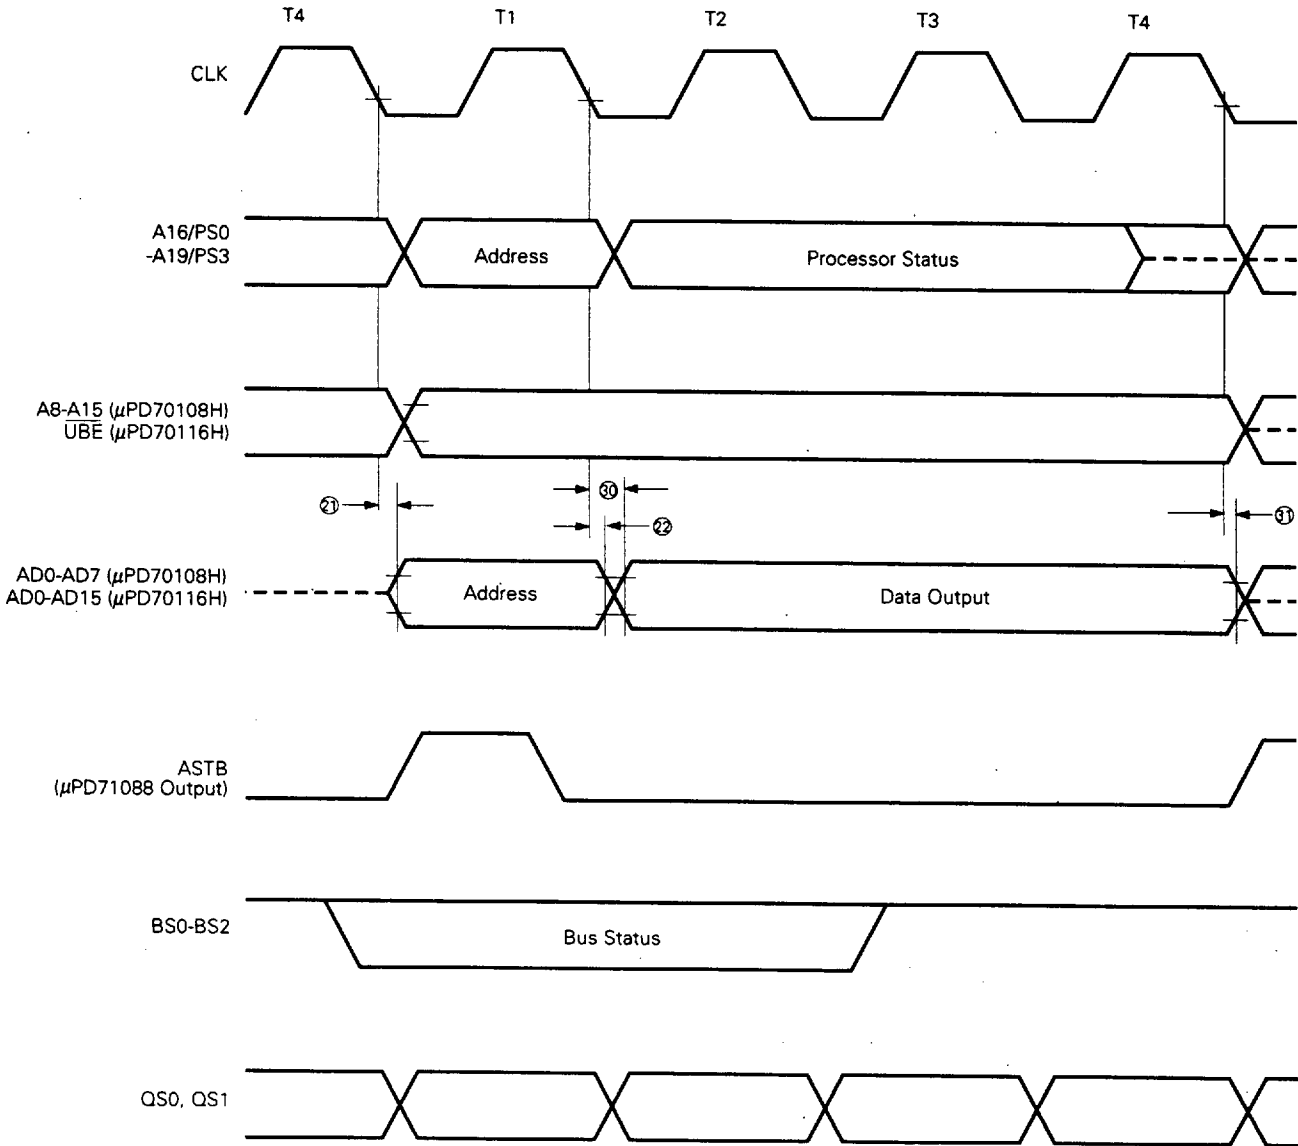 T4 T1 T2 T3 T4
CLK
A16/PS0
-A19/PS3
Address
Processor Status
A8-A15 (μPD70108H)
U̅B̅E̅ (μPD70116H)
㉑ ㉚ ㉒ ㉛
AD0-AD7 (μPD70108H)
AD0-AD15 (μPD70116H)
Address
Data Output
ASTB
(μPD71088 Output)
BS0-BS2
Bus Status
QS0, QS1